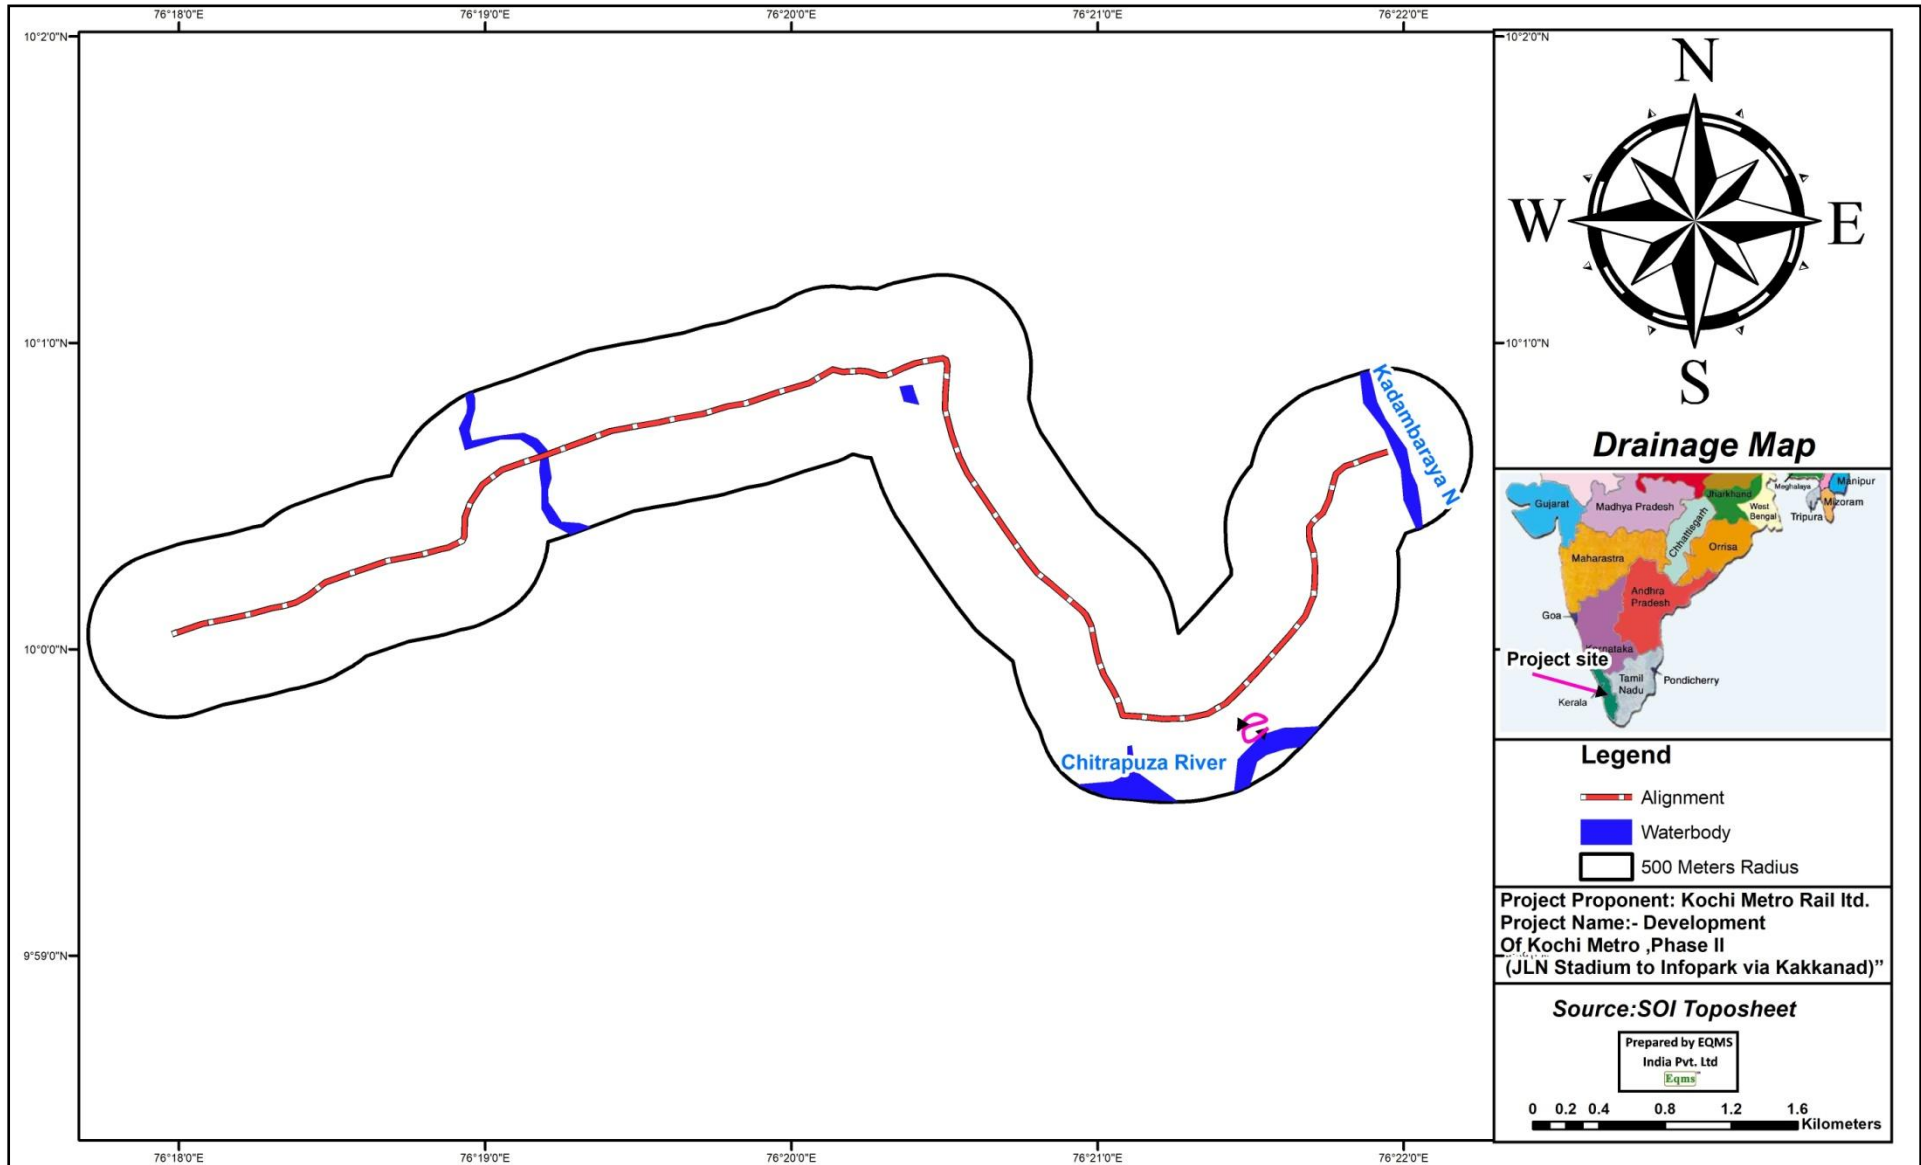 76°18'0"E
76°19'0"E
76°20'0"E
76°21'0"E
76°22'0"E
10°2'0"N
10°2'0"N
10°1'0"N
10°1'0"N
10°0'0"N
9°59'0"N
Kadambaraya N
Chitrapuza River
76°18'0"E
76°19'0"E
76°20'0"E
76°21'0"E
76°22'0"E
N
W
E
S
Drainage Map
Gujarat
Madhya Pradesh
Jharkhand
West
Bengal
Meghalaya
Manipur
Mizoram
Tripura
Chhattisgarh
Orrisa
Maharastra
Andhra
Pradesh
Goa
Karnataka
Project site
Tamil
Nadu
Pondicherry
Kerala
Legend
Alignment
Waterbody
500 Meters Radius
Project Proponent: Kochi Metro Rail ltd.
Project Name:- Development
Of Kochi Metro ,Phase II
(JLN Stadium to Infopark via Kakkanad)”
Source:SOI Toposheet
Prepared by EQMS
India Pvt. Ltd
Eqms
0 0.2 0.4 0.8 1.2 1.6
Kilometers